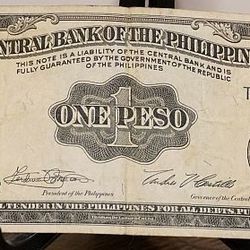 CENTRAL BANK OF THE PHILIPPIN
THIS NOTE IS A LIABILITY OF THE CENTRAL BANK AND IS
FULLY GUARANTEED BY THE GOVERNMENT OF THE REPUBLIC
OF THE PHILIPPINES
T
1
ONE PESO
President of the Philippines
Governor of the Central
TENDER IN THE PHILIPPINES FOR ALL DEBTS